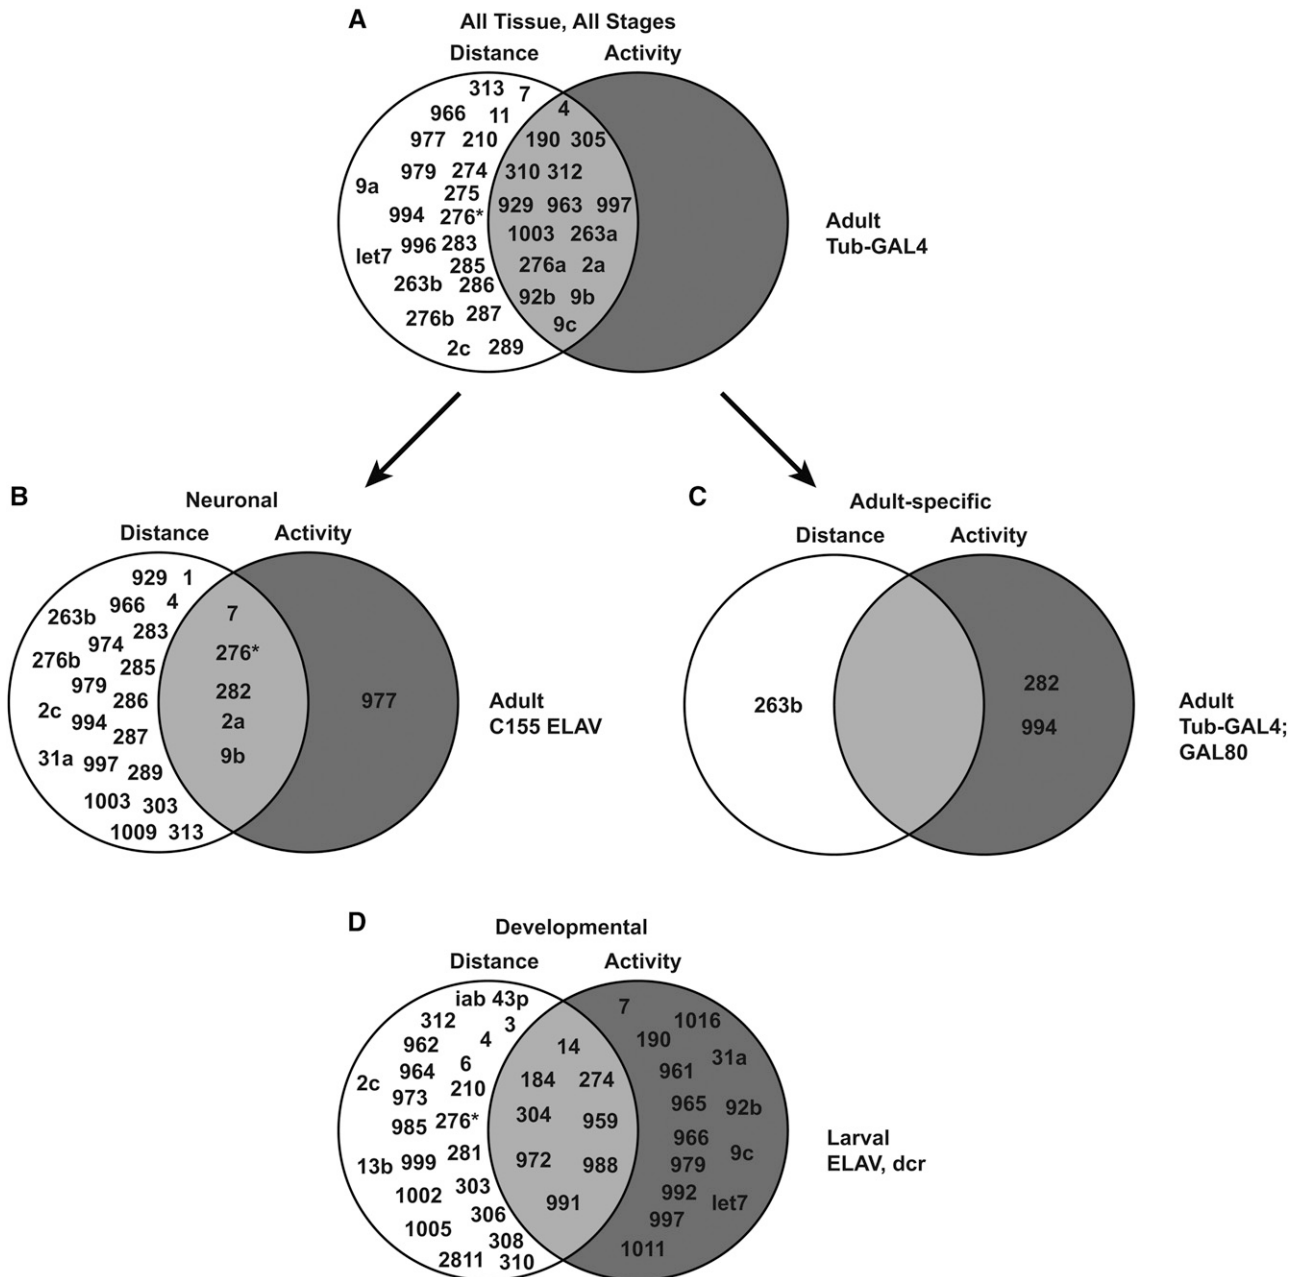 A
All Tissue, All Stages
Distance Activity
313 7
966 11 4
977 210 190 305
979 274 310 312
9a 275
929 963 997
994 276*
1003 263a
let7 996 283
285 276a 2a
263b 286
92b 9b
276b 287 9c
2c 289
Adult
Tub-GAL4
B
Neuronal
Distance Activity
929 1
966 4 7
263b 283
974 276*
276b 285
979 282
286 977
2c 994 2a
287
31a 997 289 9b
1003 303
1009 313
Adult
C155 ELAV
C
Adult-specific
Distance Activity
282
263b
994
Adult
Tub-GAL4;
GAL80
D
Developmental
Distance Activity
iab 43p
312 3 7 1016
962 4 14 190
6 31a
964 184 274 961
2c 210
973 965 92b
985 276* 304 959
966 9c
13b 999 281 972 988 979
1002 303 992 let7
306 991 997
1005
308 1011
2811 310
Larval
ELAV, dcr